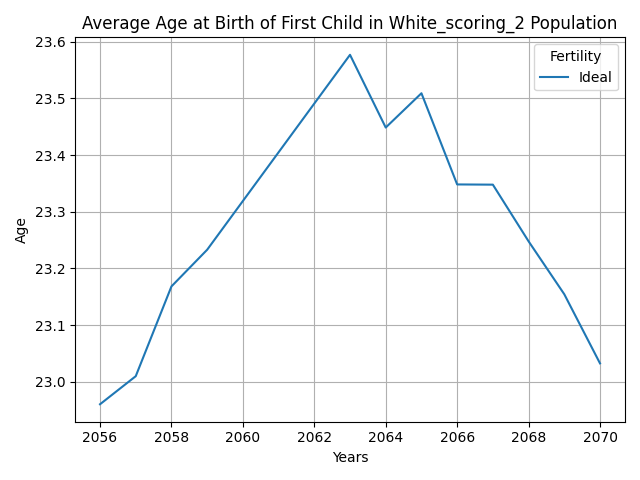 Average Age at Birth of First Child in White_scoring_2 Population
23.6
23.5
23.4
23.3
23.2
23.1
23.0
Age
Fertility
Ideal
2056 2058 2060 2062 2064 2066 2068 2070
Years